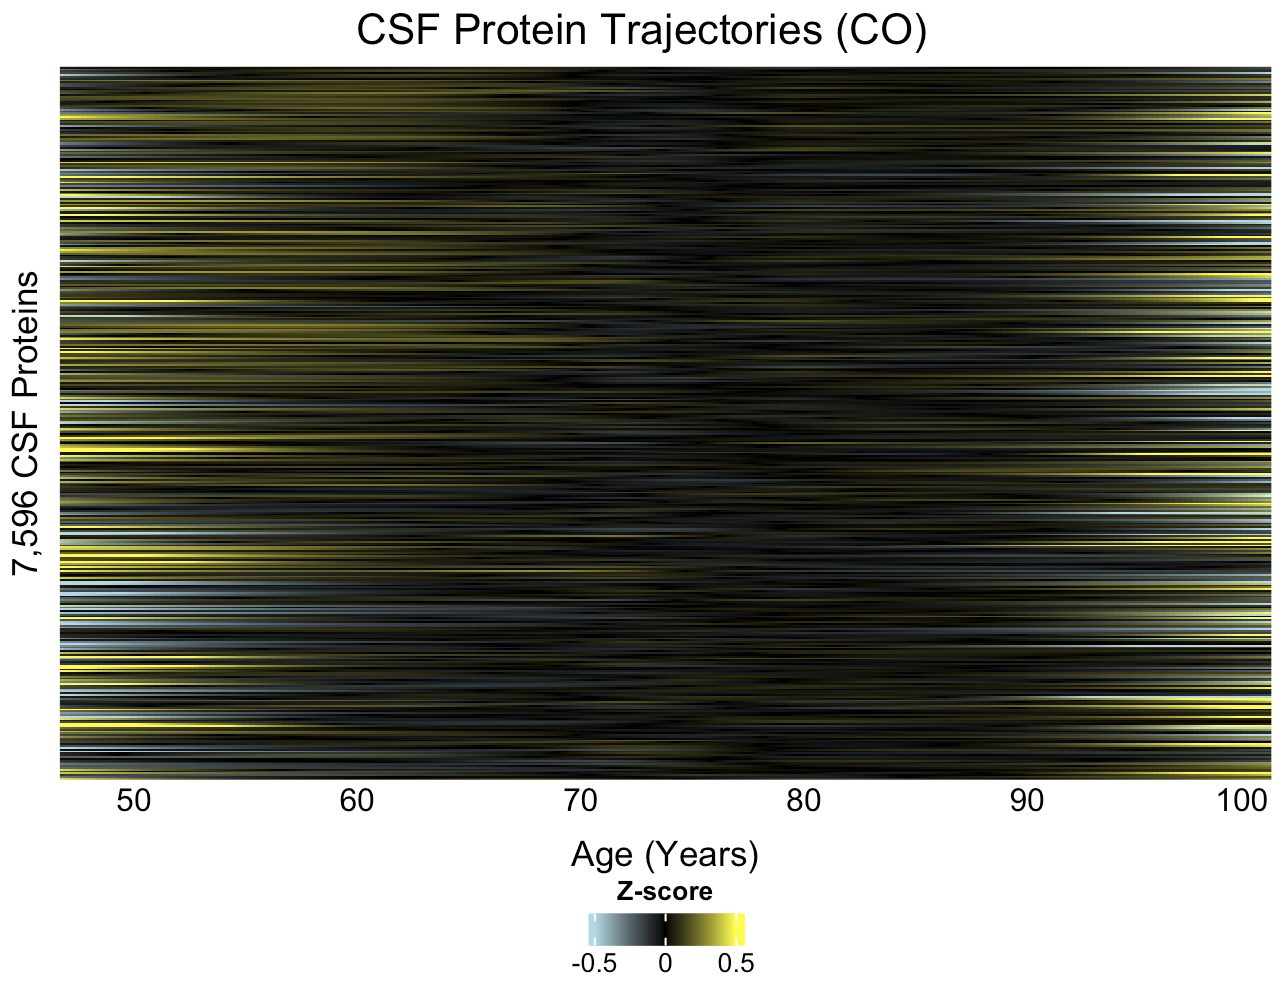 CSF Protein Trajectories (CO)
7,596 CSF Proteins
50 60 70 80 90 100
Age (Years)
Z-score
-0.5 0 0.5